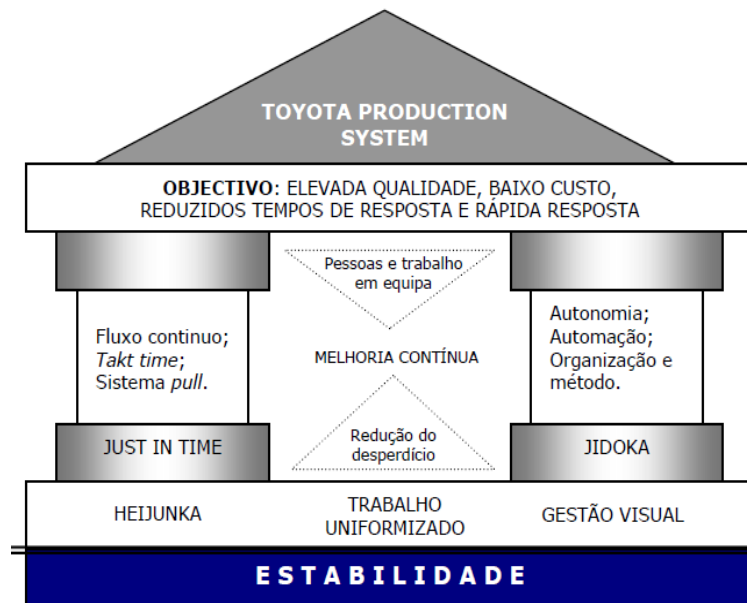 TOYOTA PRODUCTION
SYSTEM
OBJECTIVO: ELEVADA QUALIDADE, BAIXO CUSTO,
REDUZIDOS TEMPOS DE RESPOSTA E RÁPIDA RESPOSTA
Pessoas e trabalho
em equipa
Fluxo continuo;
Takt time;
Sistema pull.
MELHORIA CONTÍNUA
Autonomia;
Automação;
Organização e
método.
JUST IN TIME
Redução do
desperdício
JIDOKA
HEIJUNKA
TRABALHO
UNIFORMIZADO
GESTÃO VISUAL
ESTABILIDADE